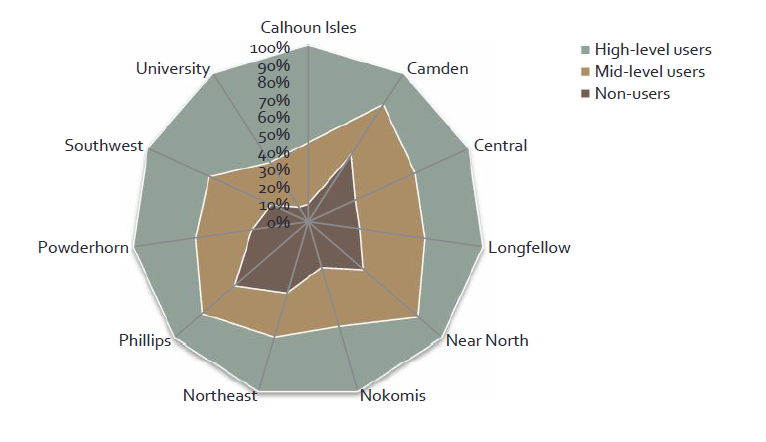 Calhoun Isles
100%
90%
80%
70%
60%
50%
40%
30%
20%
10%
0%
Camden
Central
Longfellow
Near North
Nokomis
Northeast
Phillips
Powderhorn
Southwest
University
High-level users
Mid-level users
Non-users